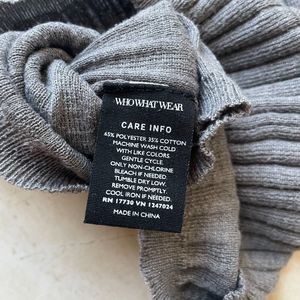 WHO WHAT WEAR
CARE INFO
65% POLYESTER 35% COTTON
MACHINE WASH COLD
WITH LIKE COLORS.
GENTLE CYCLE.
ONLY NON-CHLORINE
BLEACH IF NEEDED.
TUMBLE DRY LOW.
REMOVE PROMPTLY.
COOL IRON IF NEEDED.
RN 17730 VN 1247024
MADE IN CHINA